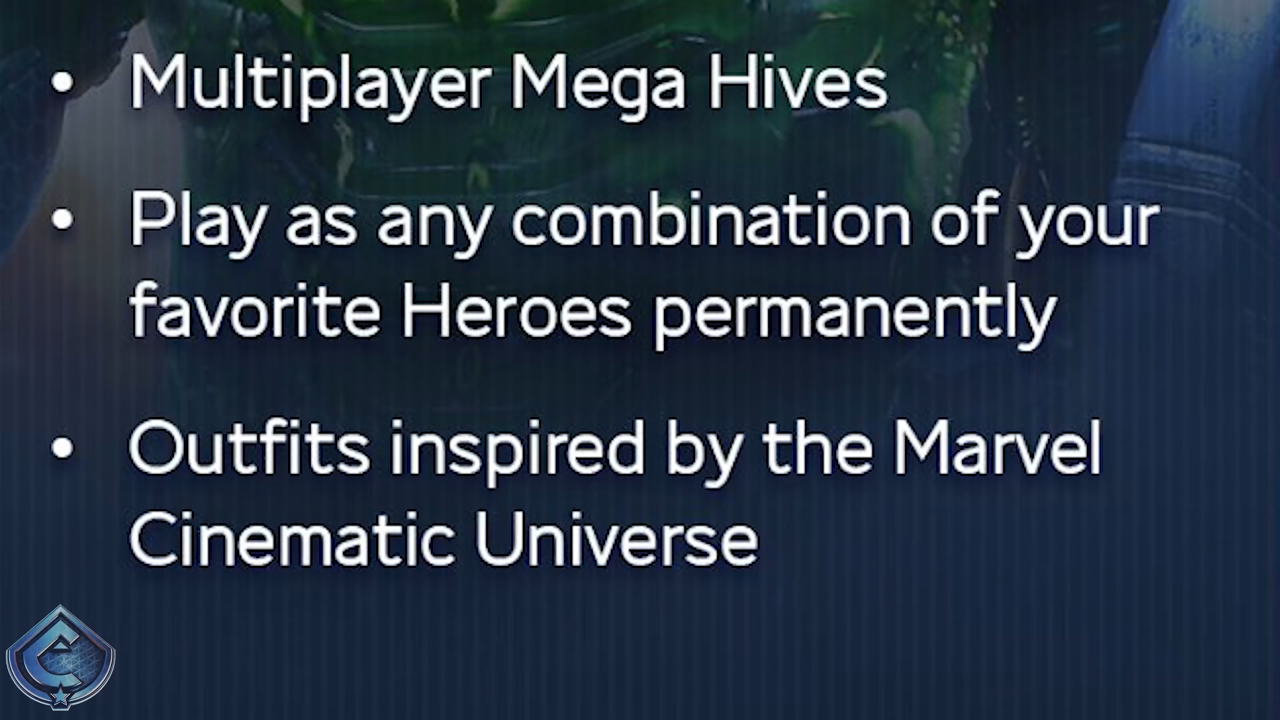 • Multiplayer Mega Hives
• Play as any combination of your
favorite Heroes permanently
• Outfits inspired by the Marvel
Cinematic Universe